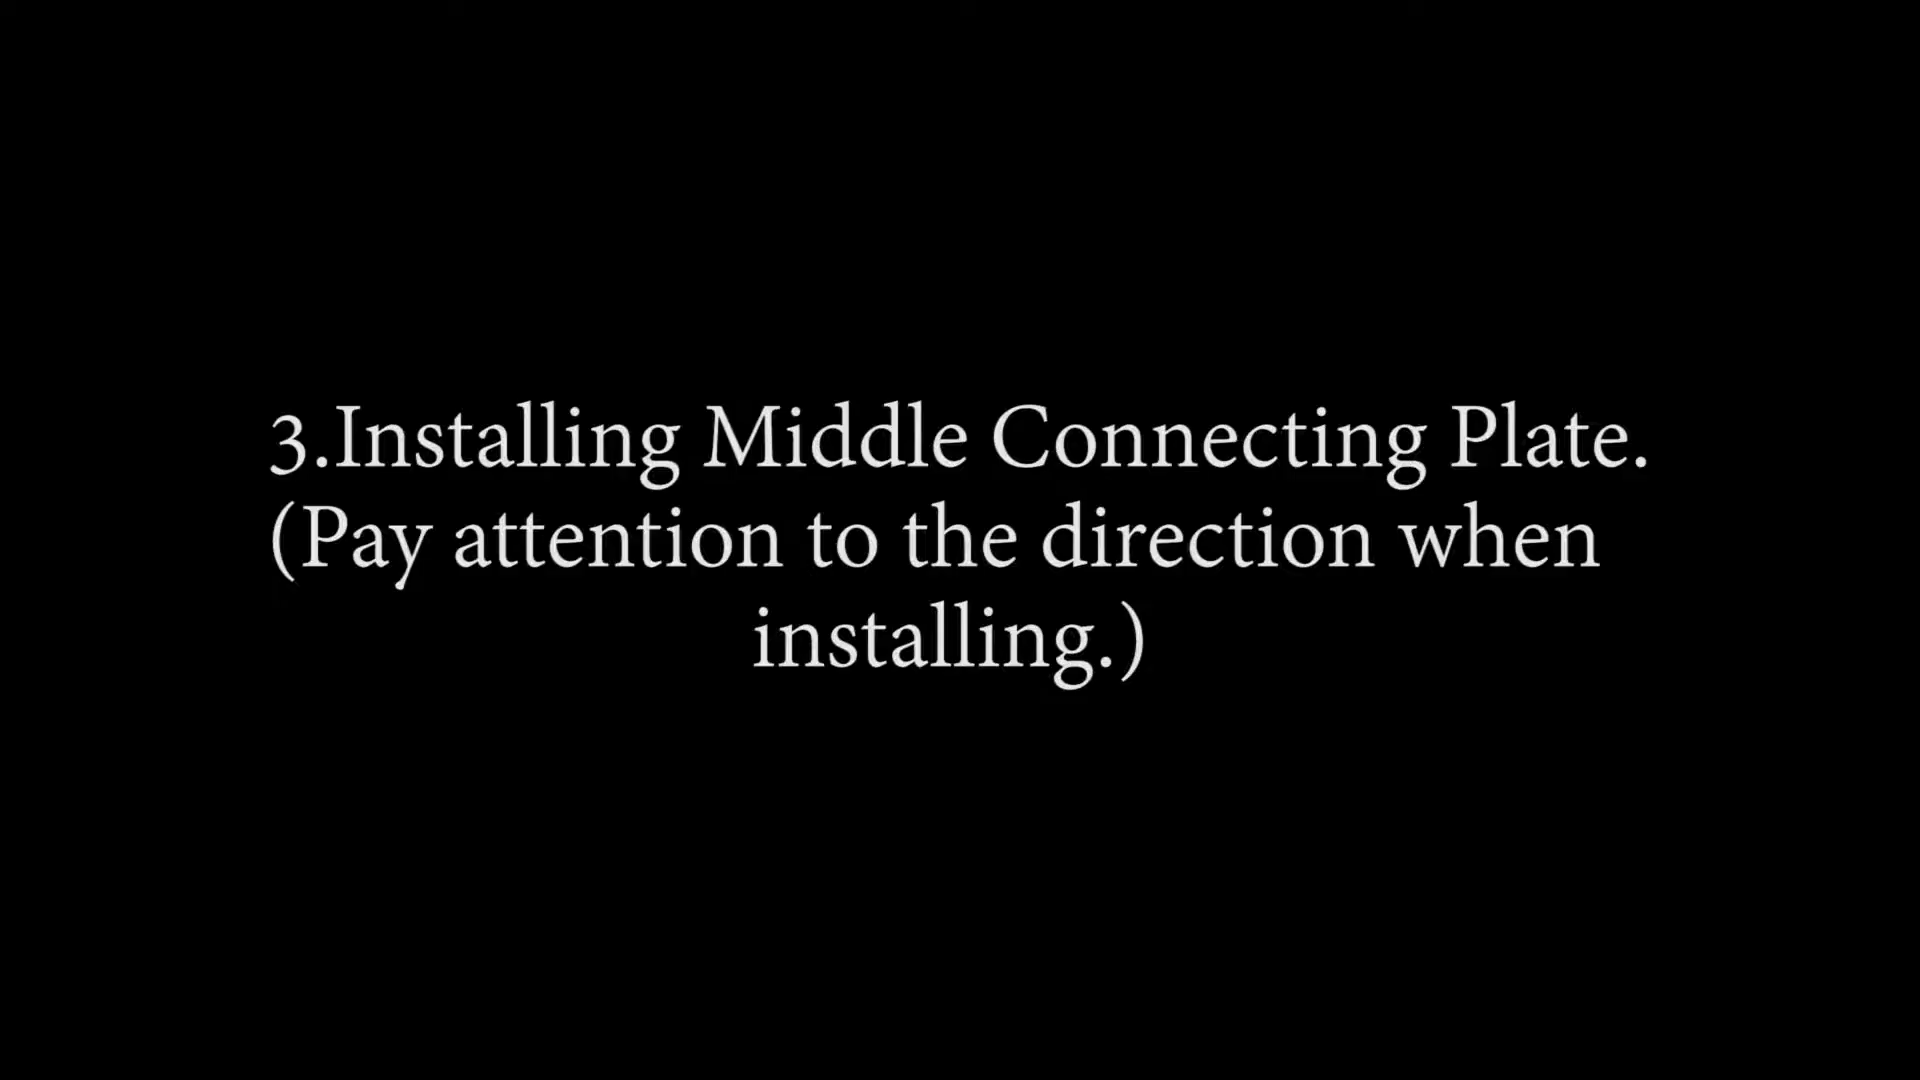 3.Installing Middle Connecting Plate.
(Pay attention to the direction when
installing.)